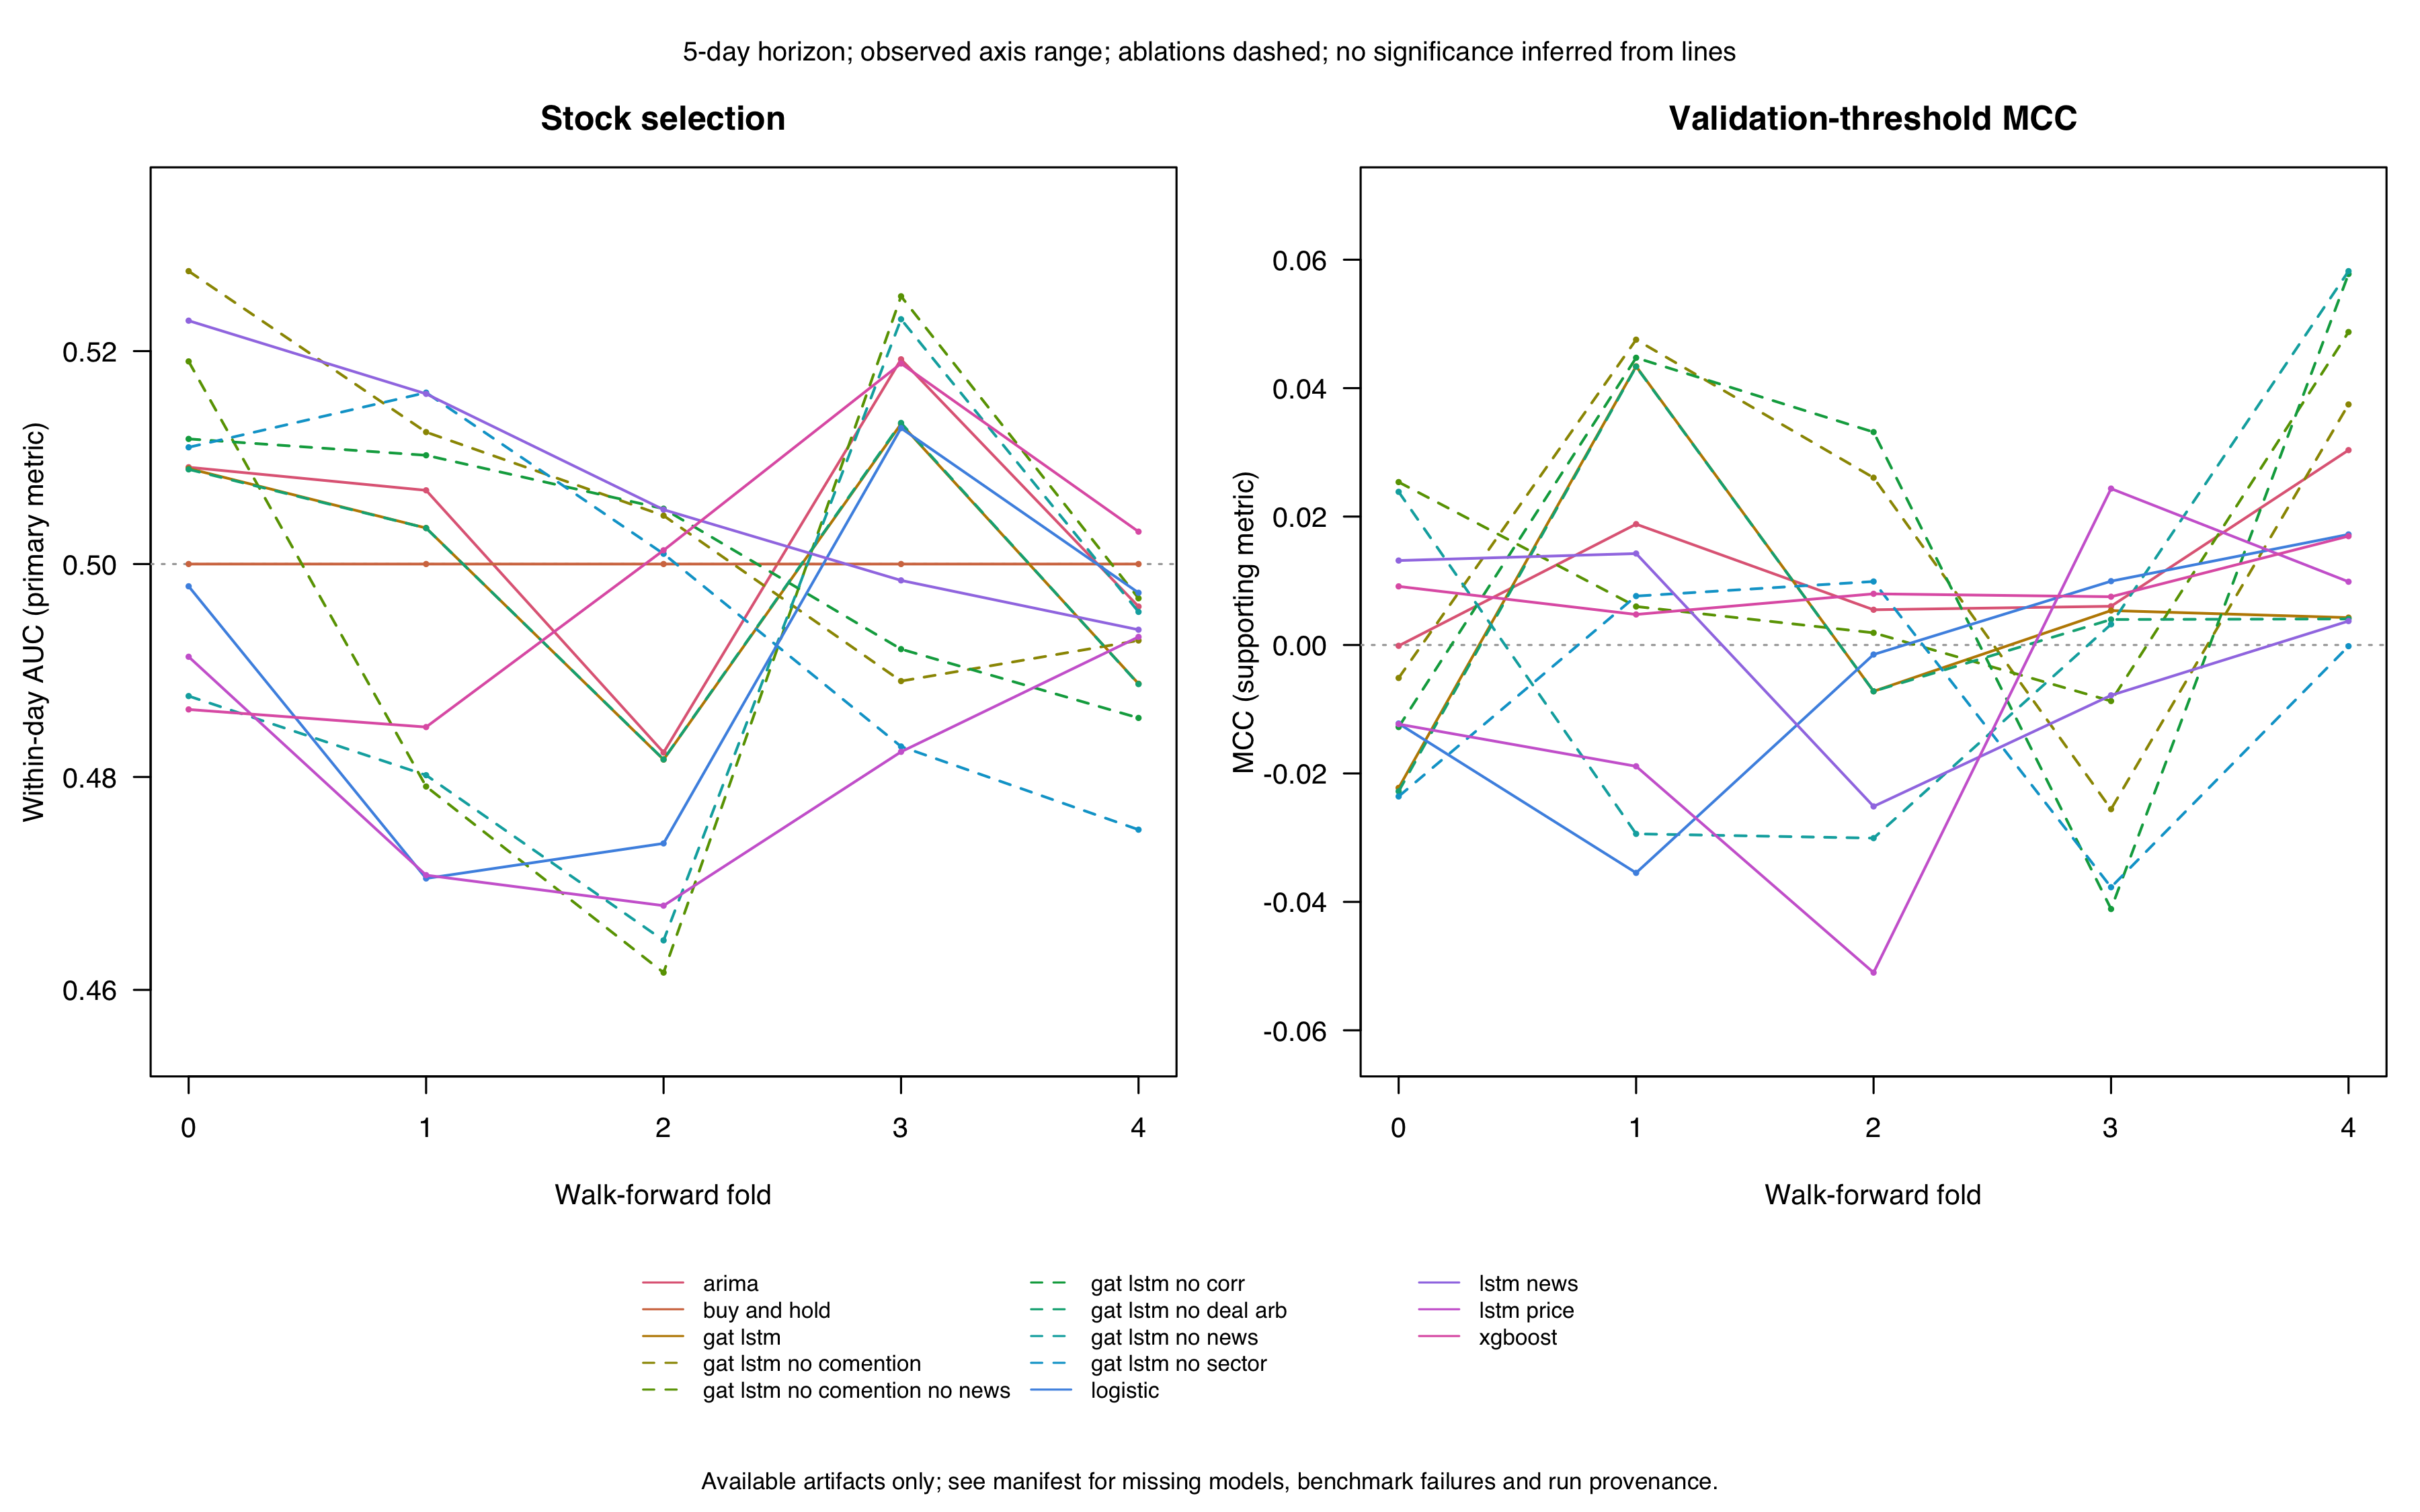 5-day horizon; observed axis range; ablations dashed; no significance inferred from lines
Stock selection
Within-day AUC (primary metric)
0.52
0.50
0.48
0.46
0
1
2
3
4
Walk-forward fold
Validation-threshold MCC
MCC (supporting metric)
0.06
0.04
0.02
0.00
-0.02
-0.04
-0.06
0
1
2
3
4
Walk-forward fold
arima
buy and hold
gat lstm
gat lstm no comention
gat lstm no comention no news
gat lstm no corr
gat lstm no deal arb
gat lstm no news
gat lstm no sector
logistic
lstm news
lstm price
xgboost
Available artifacts only; see manifest for missing models, benchmark failures and run provenance.